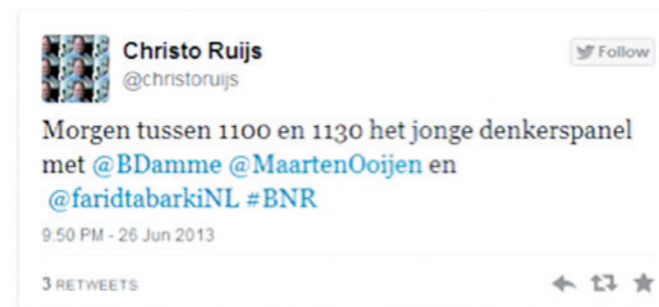 Christo Ruijs
Follow
@christoruijs
Morgen tussen 1100 en 1130 het jonge denkerspanel
met @BDamme @MaartenOoijen en
@faridtabarkiNL #BNR
9:50 PM - 26 Jun 2013
3 RETWEETS